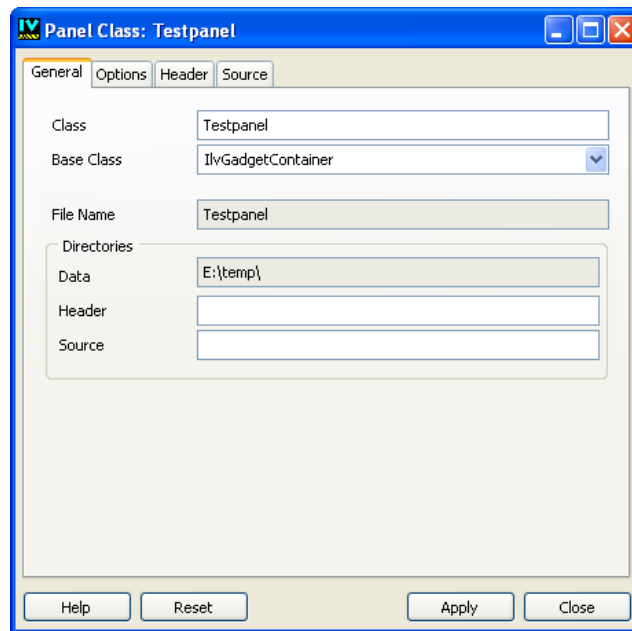 IV
Panel Class: Testpanel
General Options Header Source
Class Testpanel
Base Class IlvGadgetContainer
File Name Testpanel
Directories
Data E:\temp\
Header
Source
Help Reset Apply Close